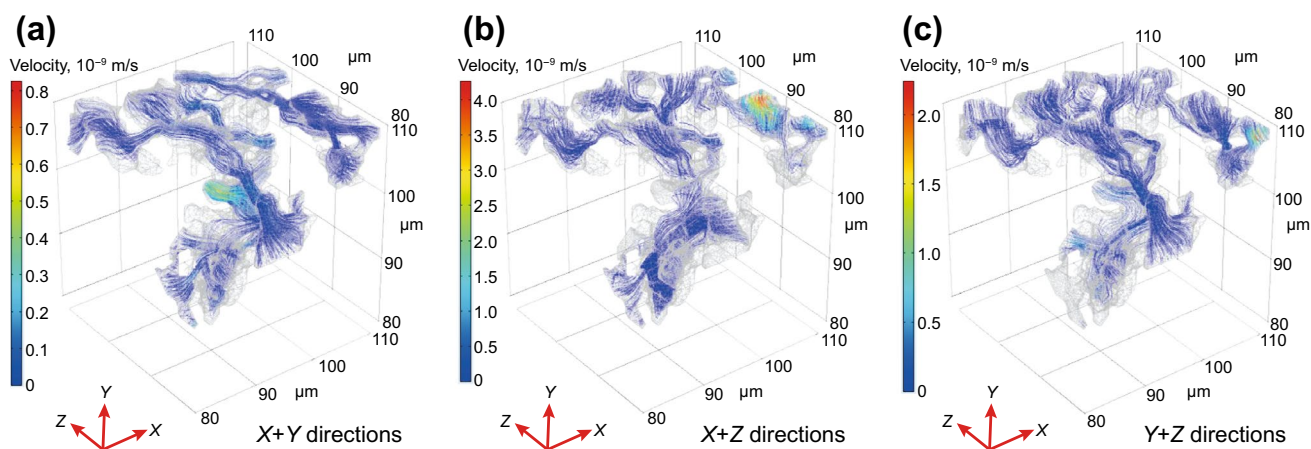 (a)
Velocity, 10⁻⁹ m/s
0.8
0.7
0.6
0.5
0.4
0.3
0.2
0.1
0
110
µm
100
90
80
110
100
µm
90
80
110
100
µm
90
80
Y
Z
X
X+Y directions
(b)
Velocity, 10⁻⁹ m/s
4.0
3.5
3.0
2.5
2.0
1.5
1.0
0.5
0
110
µm
100
90
80
110
100
µm
90
80
110
100
µm
90
80
Y
Z
X
X+Z directions
(c)
Velocity, 10⁻⁹ m/s
2.0
1.5
1.0
0.5
0
110
µm
100
90
80
110
100
µm
90
80
110
100
µm
90
80
Y
Z
X
Y+Z directions